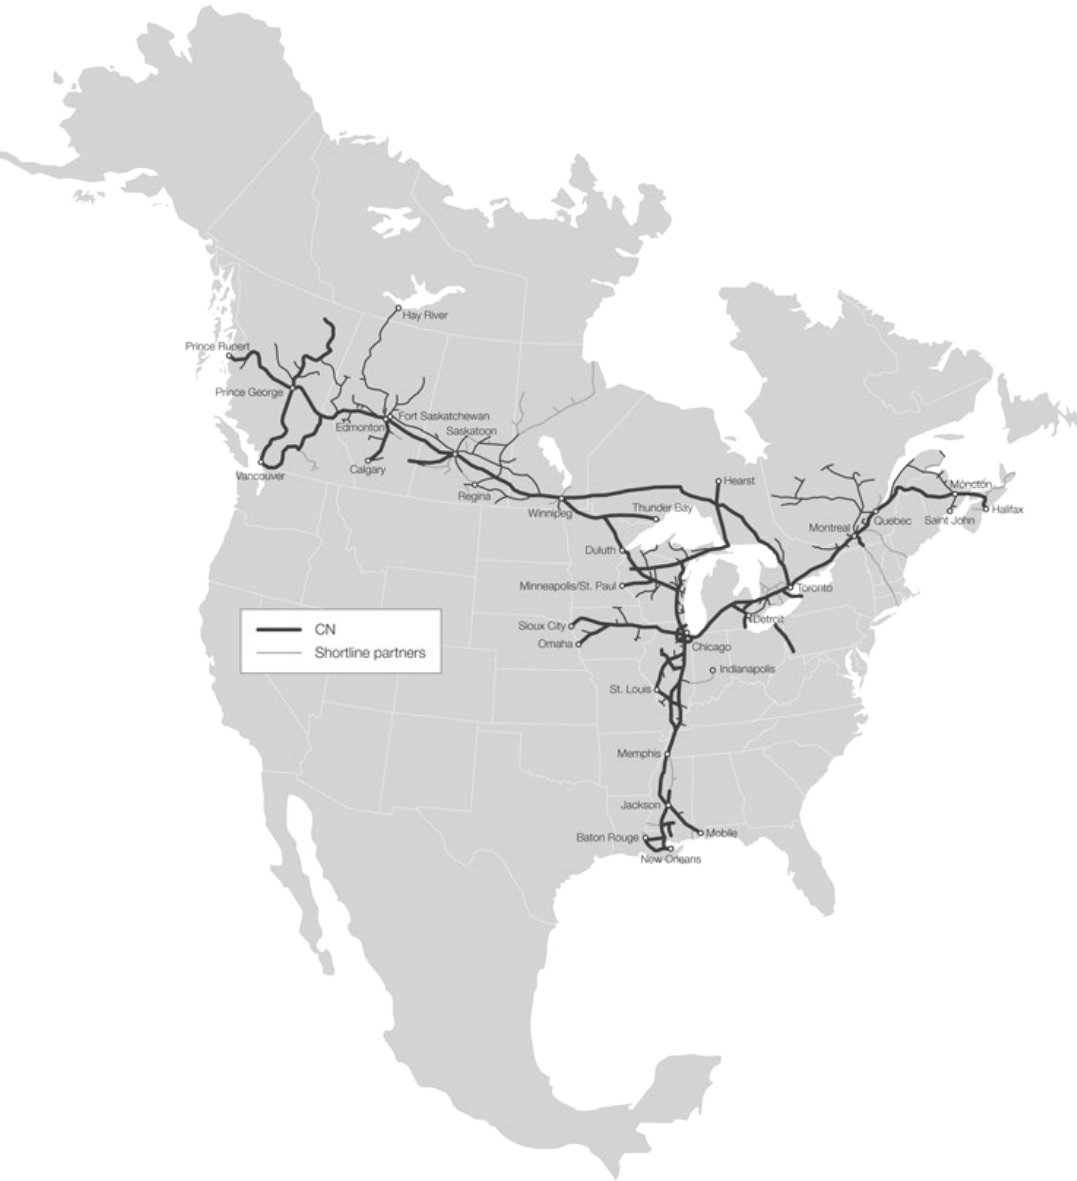 Hay River
Prince Rupert
Prince George
Fort Saskatchewan
Edmonton
Saskatoon
Vancouver
Calgary
Regina
Winnipeg
Hearst
Thunder Bay
Moncton
Halifax
Saint John
Quebec
Montreal
Duluth
Minneapolis/St. Paul
Toronto
Sioux City
Detroit
Omaha
Chicago
CN
Shortline partners
Indianapolis
St. Louis
Memphis
Jackson
Baton Rouge
Mobile
New Orleans